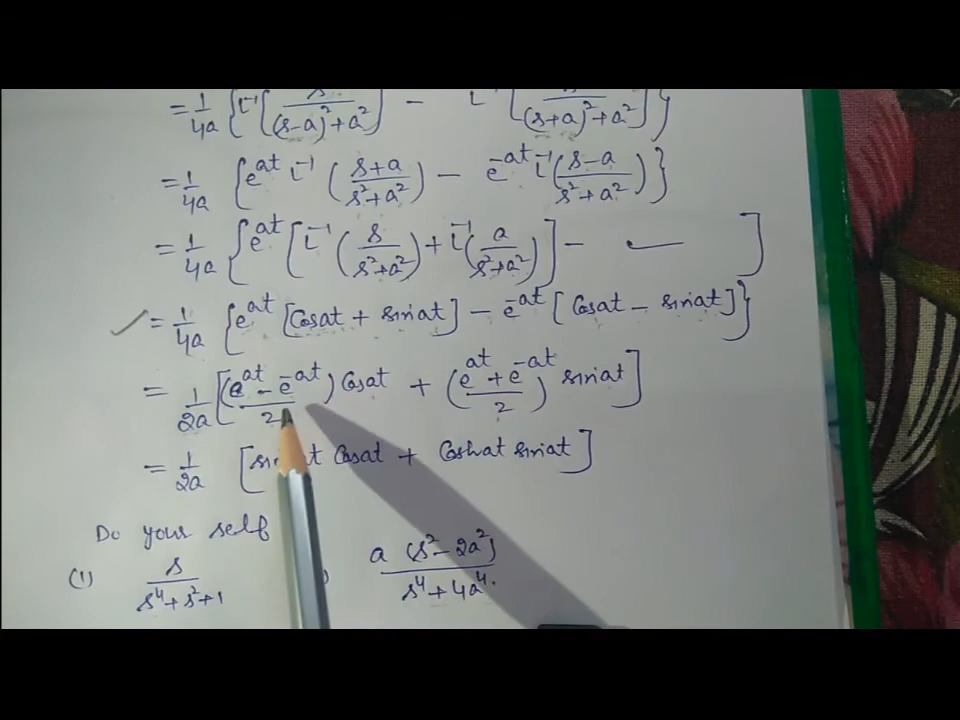 = 1/4a { L⁻¹[ s/((s-a)²+a²) ] - L⁻¹[ /((s+a)²+a²) ] }
= 1/4a { e^at L⁻¹ ( (s+a)/(s²+a²) ) - e^-at L⁻¹( (s-a)/(s²+a²) ) }
= 1/4a { e^at [ L⁻¹ ( s/(s²+a²) ) + L⁻¹( a/(s²+a²) ) ] - — ]
✓ = 1/4a { e^at [Cosat + sinat] - e^-at [Cosat - sinat] }
= 1/2a [ ((e^at - e^-at)/2) Cosat + ((e^at + e^-at)/2) sinat ]
= 1/2a [ t Cosat + Coshat sinat ]
Do your self
(1) s/(s⁴+s²+1) ) a (s²-2a²)/(s⁴+4a⁴).